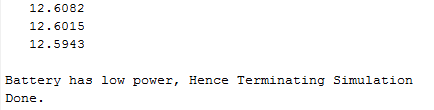 12.6082
12.6015
12.5943
Battery has low power, Hence Terminating Simulation
Done.